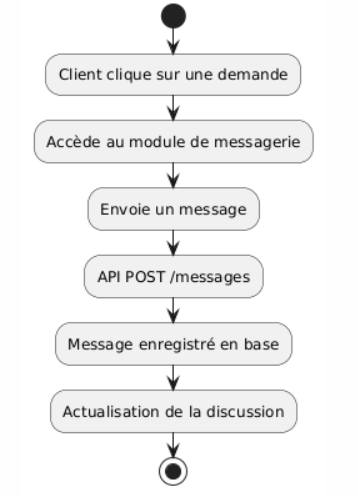 Client clique sur une demande
Accède au module de messagerie
Envoie un message
API POST /messages
Message enregistré en base
Actualisation de la discussion